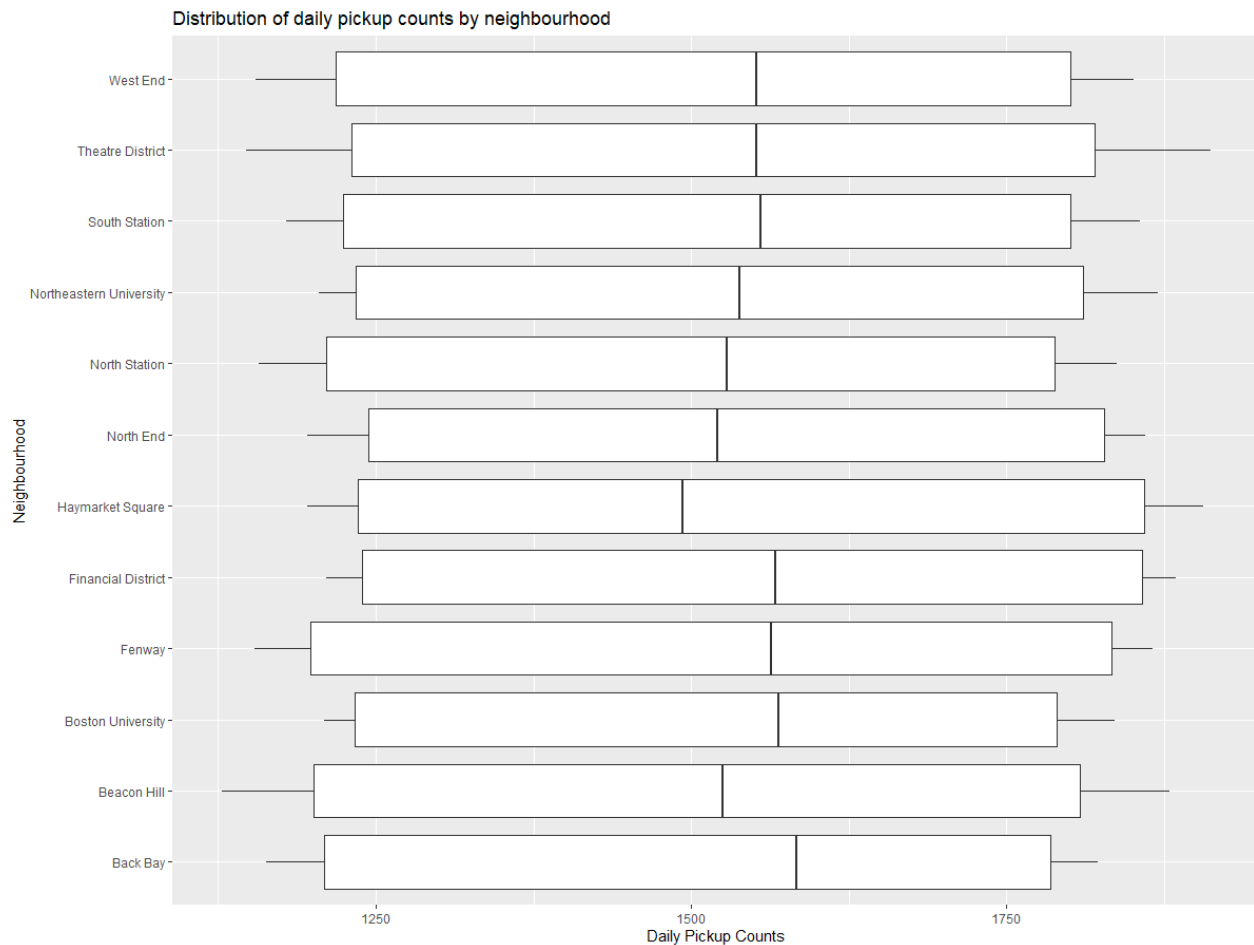 Distribution of daily pickup counts by neighbourhood
West End
Theatre District
South Station
Northeastern University
North Station
North End
Haymarket Square
Financial District
Fenway
Boston University
Beacon Hill
Back Bay
Neighbourhood
1250 1500 1750
Daily Pickup Counts